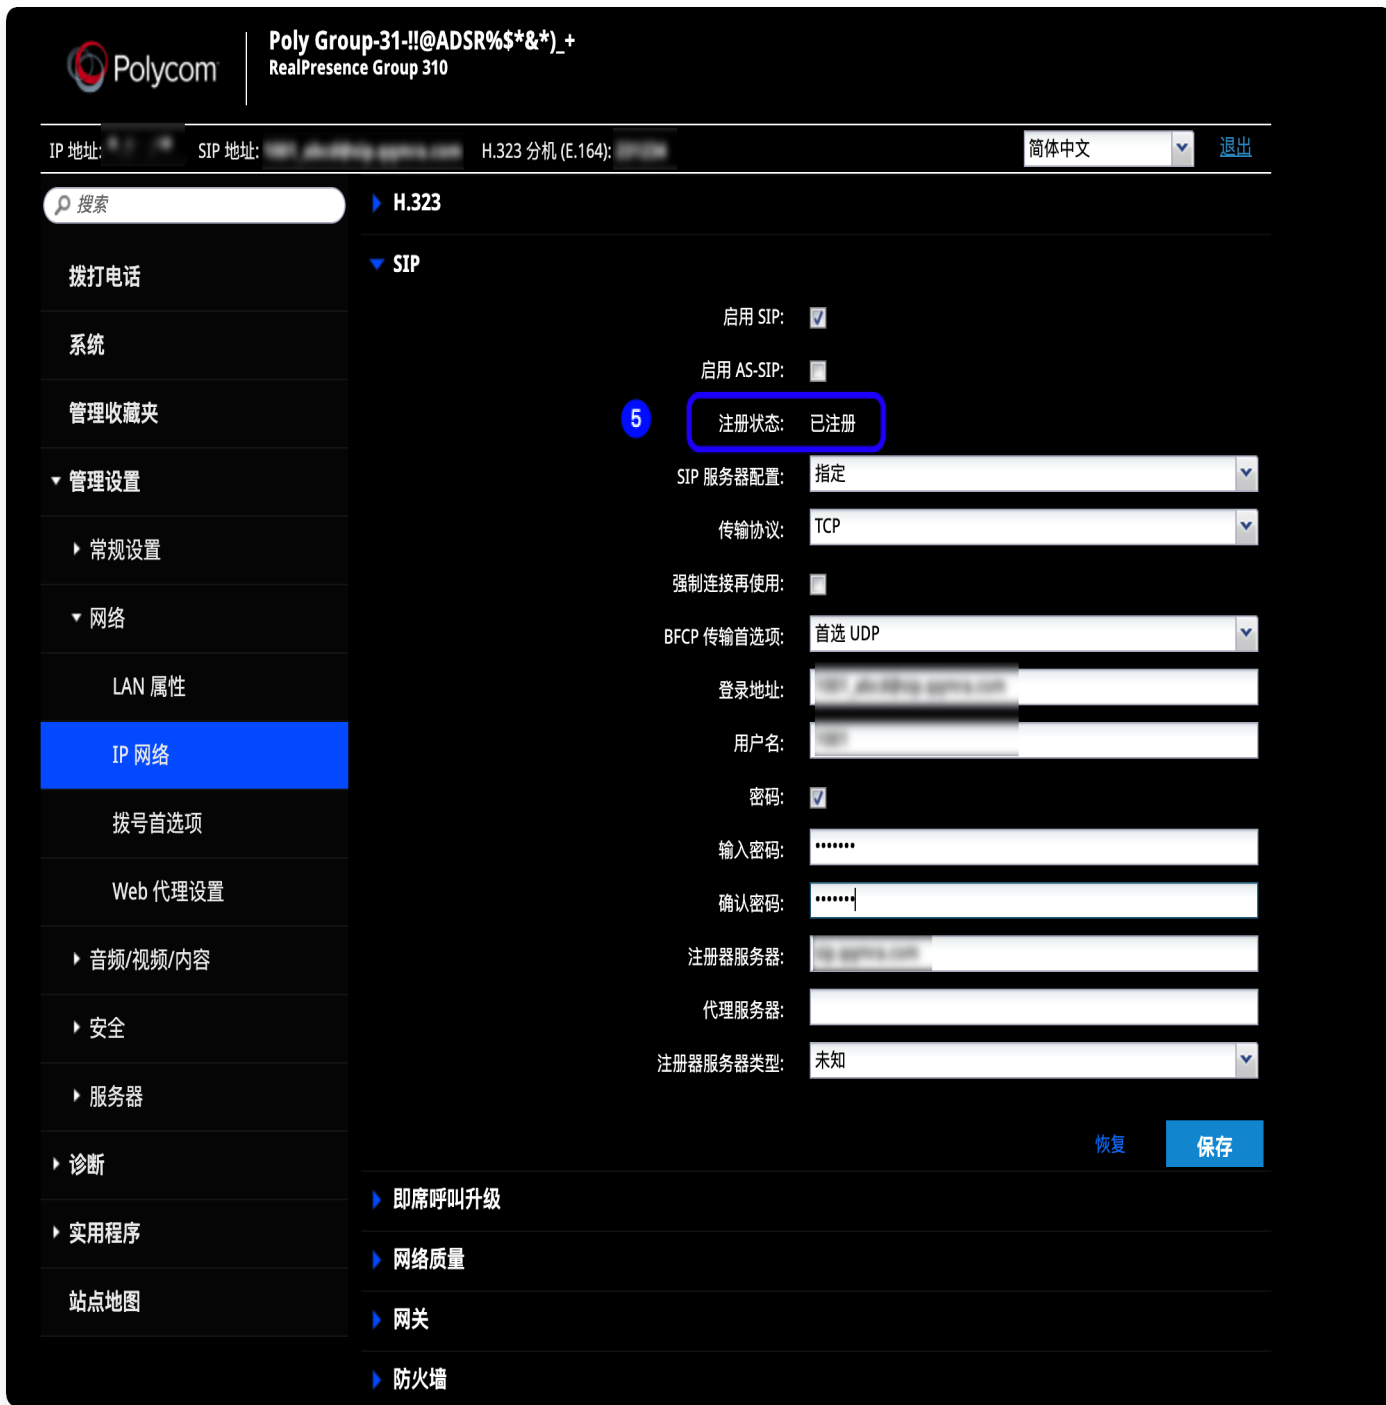 Polycom
Poly Group-31-!!@ADSR%$*&*)_+
RealPresence Group 310
IP 地址: SIP 地址: H.323 分机 (E.164): 简体中文 退出
搜索
拨打电话
系统
管理收藏夹
管理设置
常规设置
网络
LAN 属性
IP 网络
拨号首选项
Web 代理设置
音频/视频/内容
安全
服务器
诊断
实用程序
站点地图
H.323
SIP
启用 SIP:
启用 AS-SIP:
5 注册状态: 已注册
SIP 服务器配置: 指定
传输协议: TCP
强制连接再使用:
BFCP 传输首选项: 首选 UDP
登录地址:
用户名:
密码:
输入密码: •••••••
确认密码: •••••••
注册器服务器:
代理服务器:
注册器服务器类型: 未知
恢复 保存
即席呼叫升级
网络质量
网关
防火墙